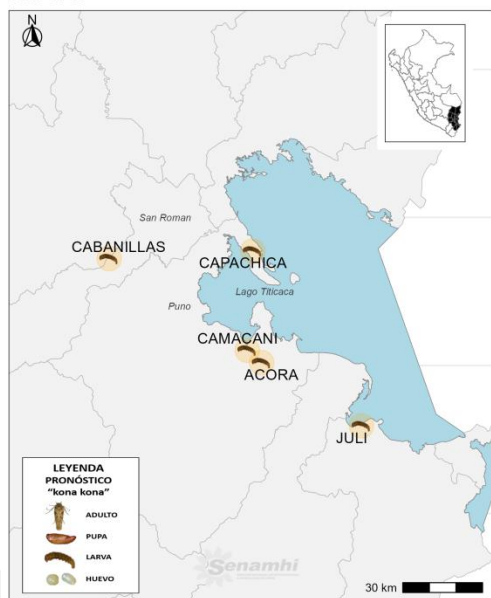 N
San Roman
CABANILLAS
CAPACHICA
Lago Titicaca
Puno
CAMACANI
ACORA
JULI
LEYENDA
PRONÓSTICO
"kona kona"
ADULTO
PUPA
LARVA
HUEVO
Senamhi
30 km